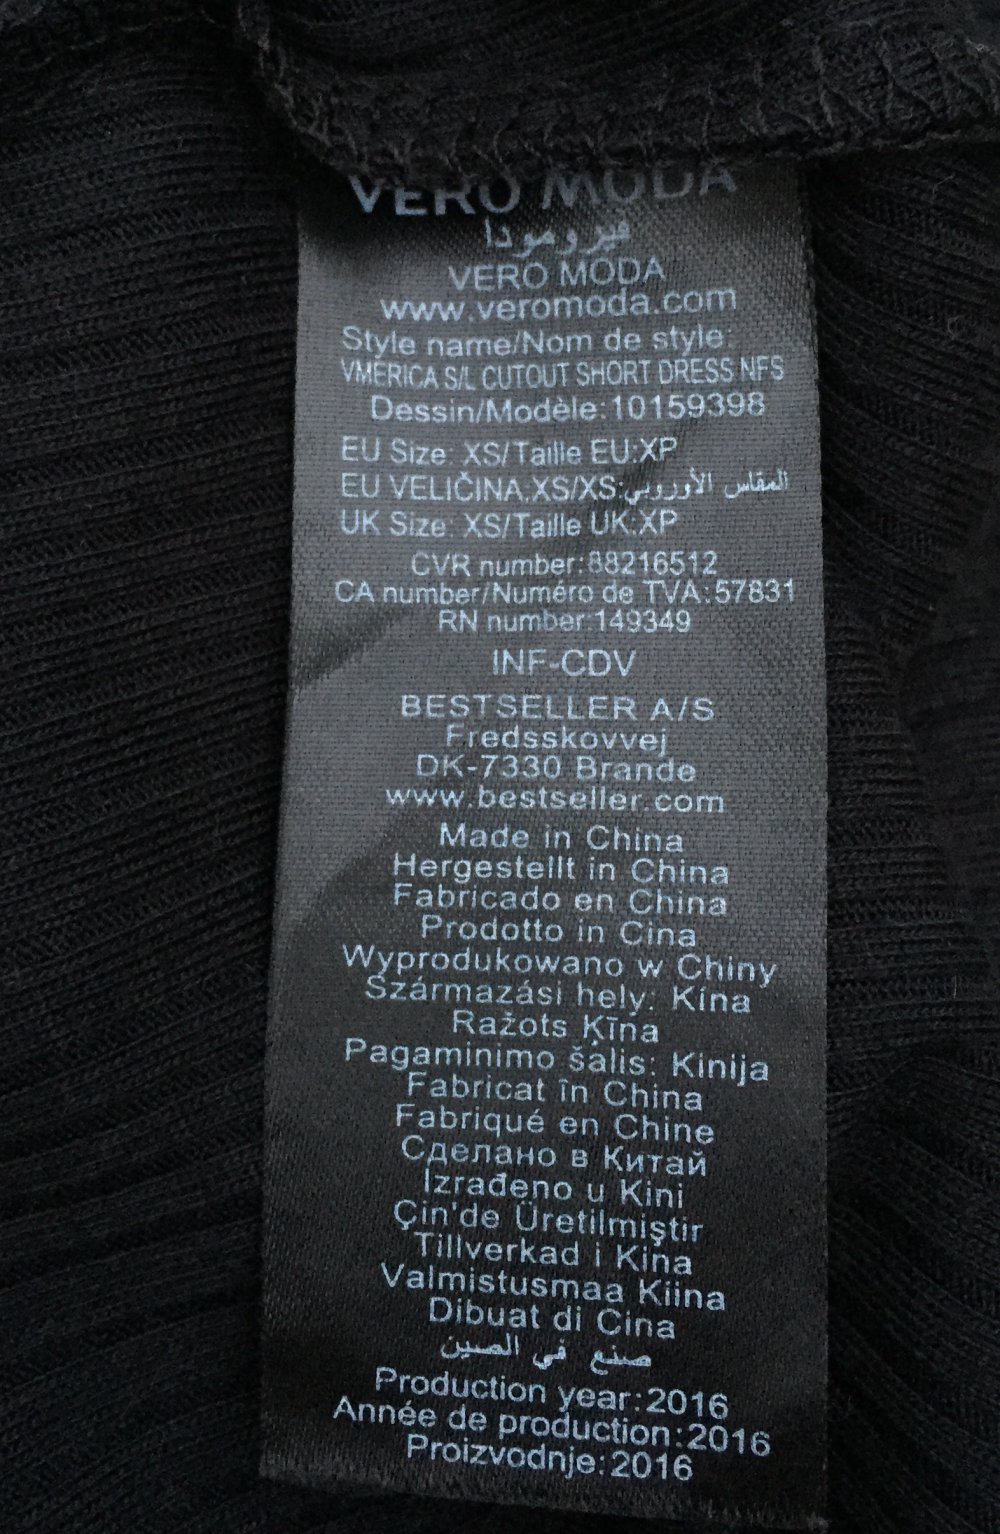 VERO MODA
فيرومودا
VERO MODA
www.veromoda.com
Style name/Nom de style:
VMERICA S/L CUTOUT SHORT DRESS NFS
Dessin/Modèle:10159398
EU Size: XS/Taille EU:XP
EU VELIČINA.XS/XS:المقاس الأوروبي
UK Size: XS/Taille UK:XP
CVR number:88216512
CA number/Numéro de TVA:57831
RN number:149349
INF-CDV
BESTSELLER A/S
Fredsskovvej
DK-7330 Brande
www.bestseller.com
Made in China
Hergestellt in China
Fabricado en China
Prodotto in Cina
Wyprodukowano w Chiny
Származási hely: Kína
Ražots Ķīna
Pagaminimo šalis: Kinija
Fabricat în China
Fabriqué en Chine
Сделано в Китай
Izrađeno u Kini
Çin'de Üretilmiştir
Tillverkad i Kina
Valmistusmaa Kiina
Dibuat di Cina
صنع في الصين
Production year:2016
Année de production:2016
Proizvodnje:2016